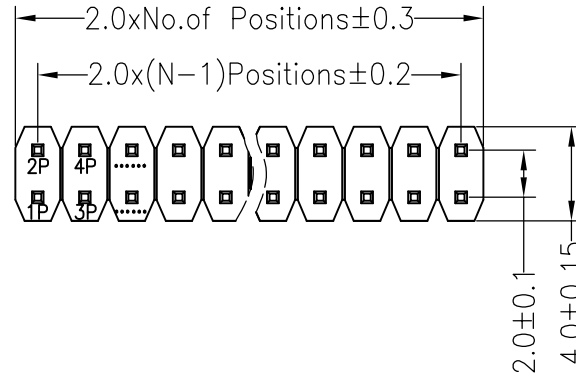 2.0xNo.of Positions±0.3
2.0x(N-1)Positions±0.2
2P 4P ......
1P 3P ......
2.0±0.1
4.0±0.15